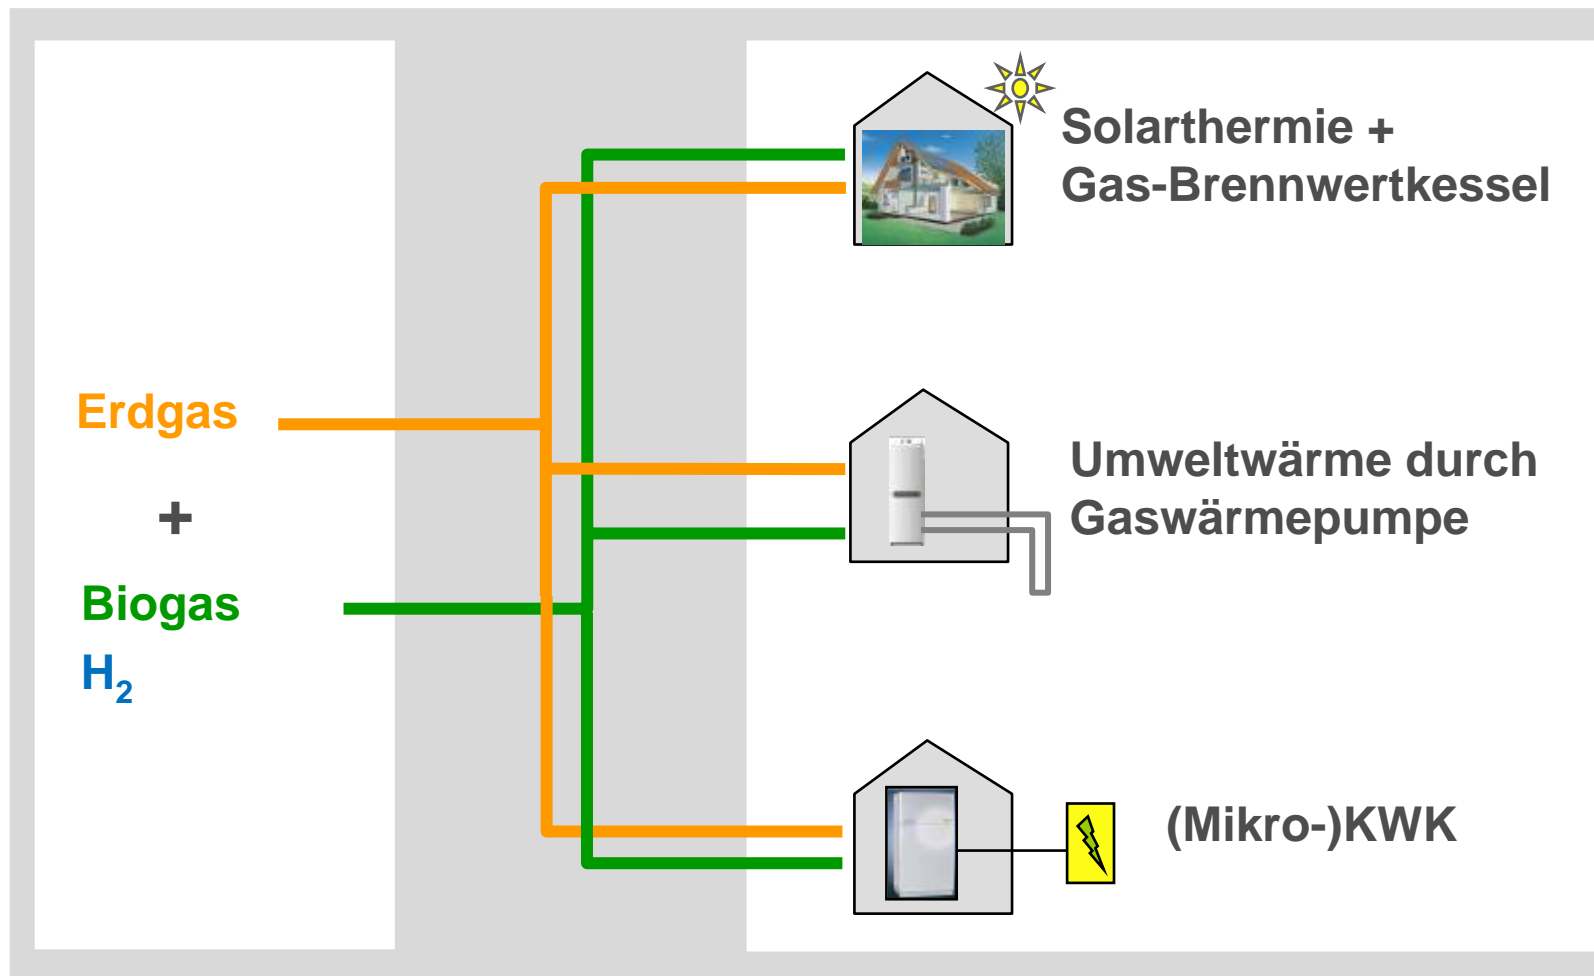 Solarthermie +
Gas-Brennwertkessel
Erdgas
+
Biogas
H₂
Umweltwärme durch
Gaswärmepumpe
(Mikro-)KWK